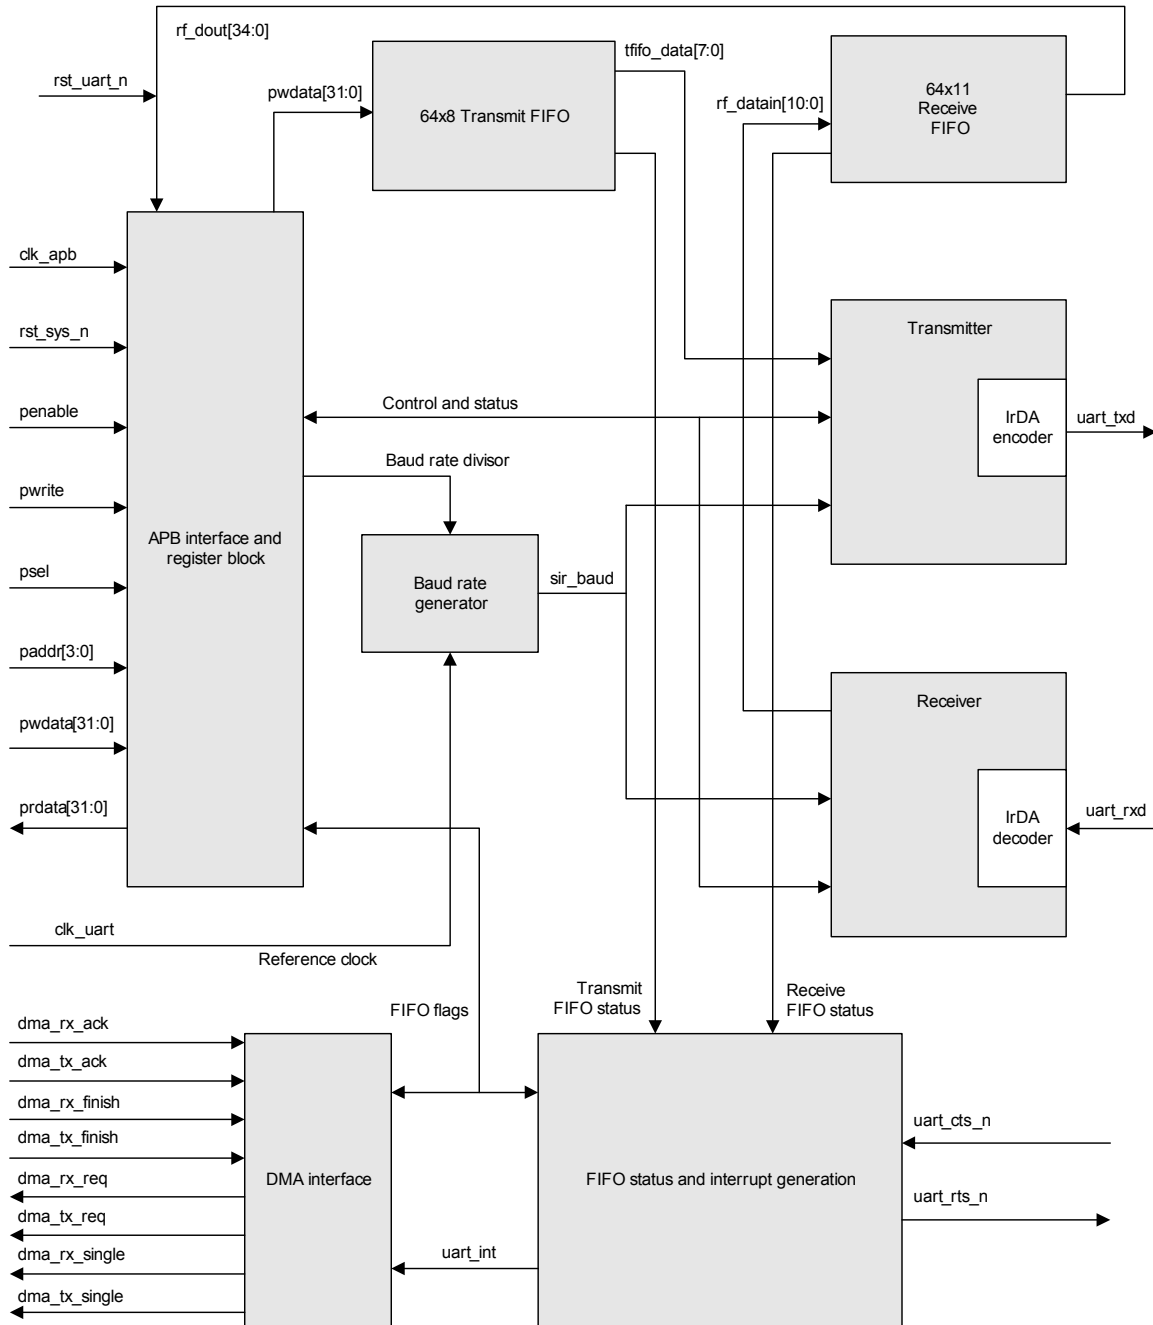 rf_dout[34:0]
tfifo_data[7:0]
rst_uart_n
pwdata[31:0]
rf_datain[10:0]
64x8 Transmit FIFO
64x11
Receive
FIFO
clk_apb
rst_sys_n
Transmitter
penable
Control and status
IrDA
encoder
uart_txd
Baud rate divisor
pwrite
APB interface and
register block
psel
Baud rate
generator
sir_baud
paddr[3:0]
Receiver
pwdata[31:0]
prdata[31:0]
IrDA
decoder
uart_rxd
clk_uart
Reference clock
Transmit
FIFO status
Receive
FIFO status
FIFO flags
dma_rx_ack
dma_tx_ack
dma_rx_finish
dma_tx_finish
dma_rx_req
dma_tx_req
dma_rx_single
dma_tx_single
DMA interface
FIFO status and interrupt generation
uart_cts_n
uart_rts_n
uart_int